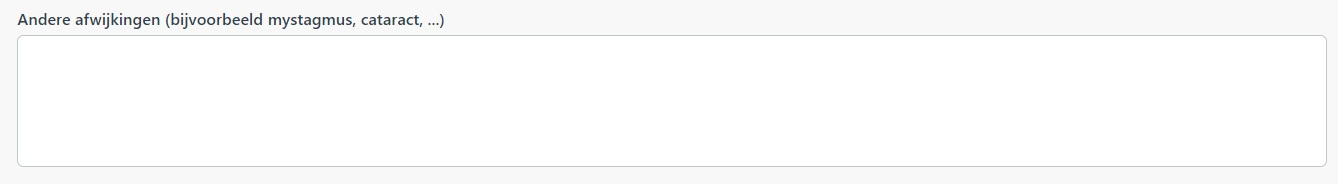 Andere afwijkingen (bijvoorbeeld mystagmus, cataract, ...)